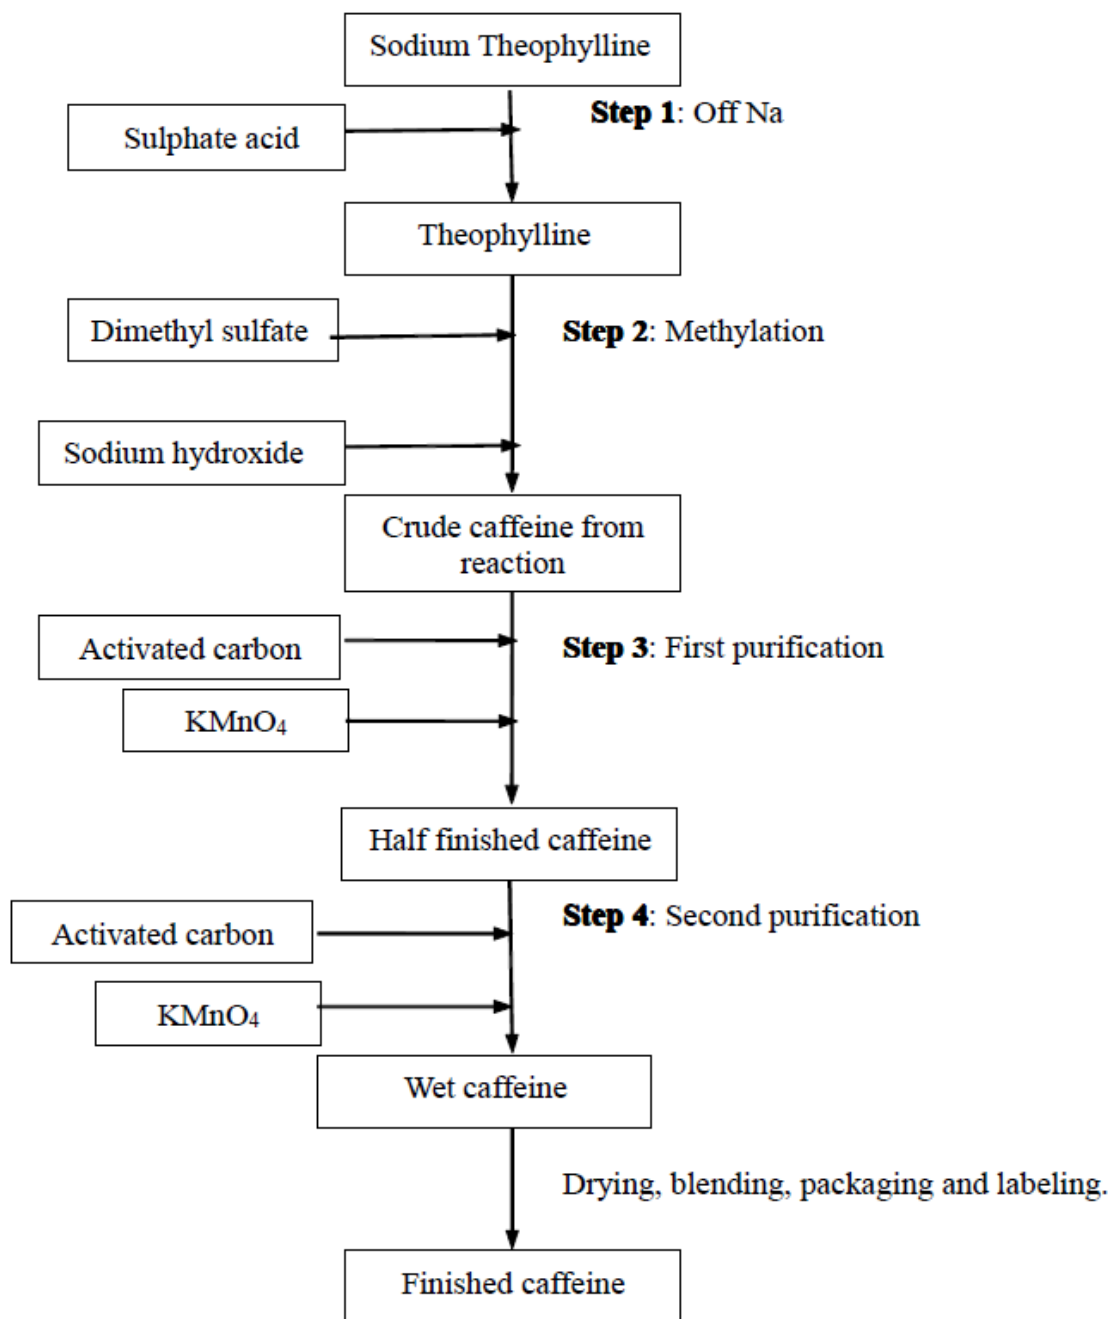 Sodium Theophylline
Step 1: Off Na
Sulphate acid
Theophylline
Dimethyl sulfate
Step 2: Methylation
Sodium hydroxide
Crude caffeine from
reaction
Activated carbon
Step 3: First purification
KMnO₄
Half finished caffeine
Step 4: Second purification
Activated carbon
KMnO₄
Wet caffeine
Drying, blending, packaging and labeling.
Finished caffeine